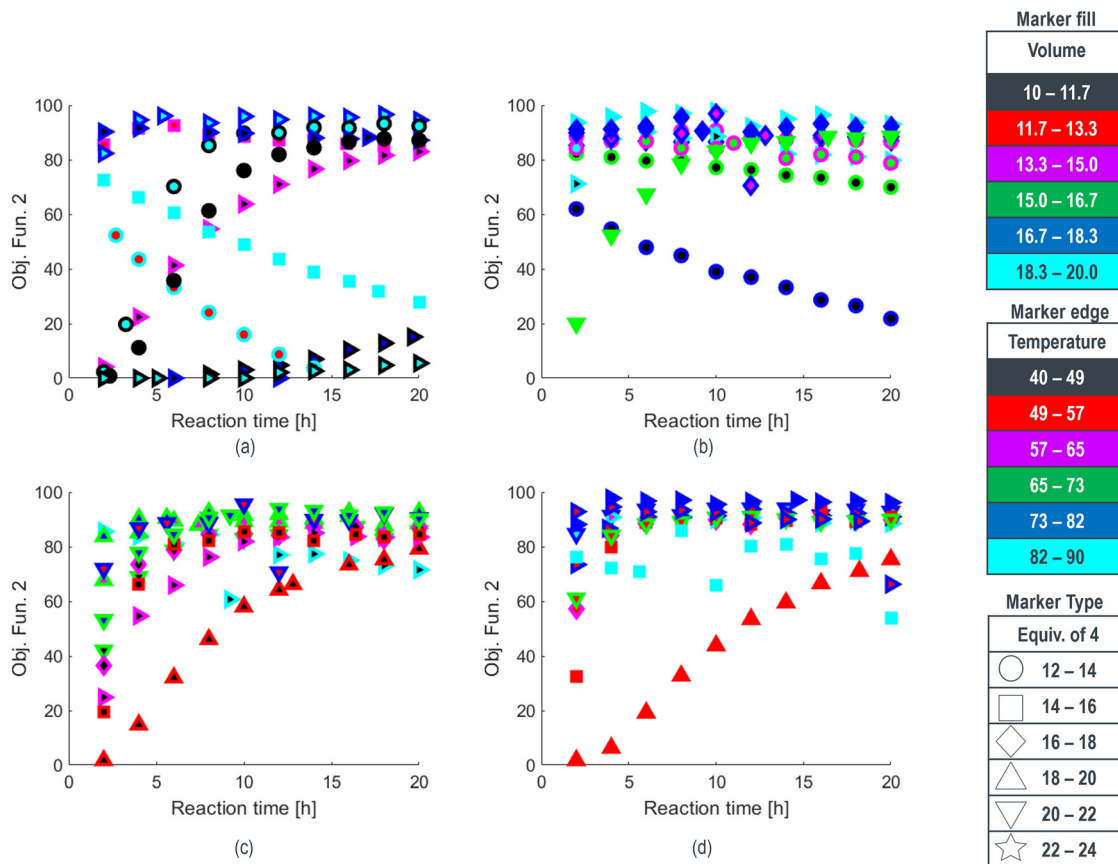 Marker fill
Volume
10 – 11.7
11.7 – 13.3
13.3 – 15.0
15.0 – 16.7
16.7 – 18.3
18.3 – 20.0
Marker edge
Temperature
40 – 49
49 – 57
57 – 65
65 – 73
73 – 82
82 – 90
Marker Type
Equiv. of 4
12 – 14
14 – 16
16 – 18
18 – 20
20 – 22
22 – 24
Obj. Fun. 2
100
80
60
40
20
0
0 5 10 15 20
Reaction time [h]
(a)
Obj. Fun. 2
100
80
60
40
20
0
0 5 10 15 20
Reaction time [h]
(b)
Obj. Fun. 2
100
80
60
40
20
0
0 5 10 15 20
Reaction time [h]
(c)
Obj. Fun. 2
100
80
60
40
20
0
0 5 10 15 20
Reaction time [h]
(d)